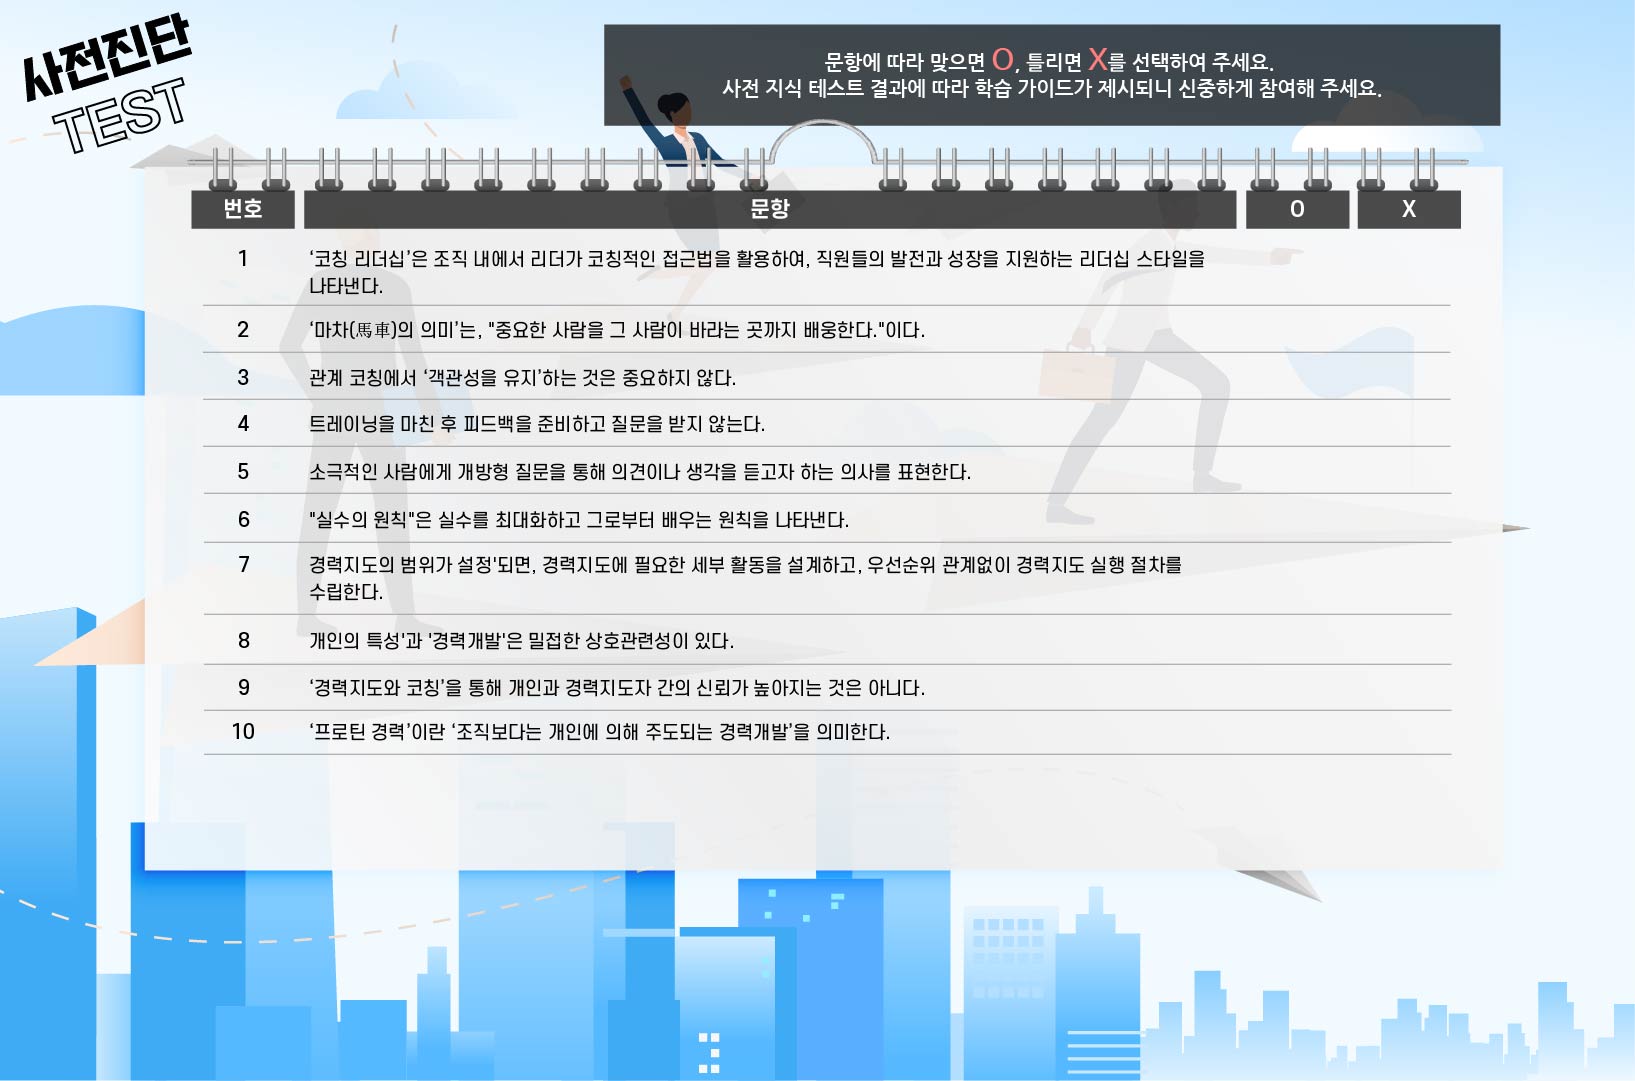 사전진단
TEST
문항에 따라 맞으면 O, 틀리면 X를 선택하여 주세요.
사전 지식 테스트 결과에 따라 학습 가이드가 제시되니 신중하게 참여해 주세요.
번호 문항 O X
1 ‘코칭 리더십’은 조직 내에서 리더가 코칭적인 접근법을 활용하여, 직원들의 발전과 성장을 지원하는 리더십 스타일을
나타낸다.
2 ‘마차(馬車)의 의미’는, "중요한 사람을 그 사람이 바라는 곳까지 배웅한다."이다.
3 관계 코칭에서 ‘객관성을 유지’하는 것은 중요하지 않다.
4 트레이닝을 마친 후 피드백을 준비하고 질문을 받지 않는다.
5 소극적인 사람에게 개방형 질문을 통해 의견이나 생각을 듣고자 하는 의사를 표현한다.
6 "실수의 원칙"은 실수를 최대화하고 그로부터 배우는 원칙을 나타낸다.
7 경력지도의 범위가 설정'되면, 경력지도에 필요한 세부 활동을 설계하고, 우선순위 관계없이 경력지도 실행 절차를
수립한다.
8 개인의 특성'과 '경력개발'은 밀접한 상호관련성이 있다.
9 ‘경력지도와 코칭’을 통해 개인과 경력지도자 간의 신뢰가 높아지는 것은 아니다.
10 ‘프로틴 경력’이란 ‘조직보다는 개인에 의해 주도되는 경력개발’을 의미한다.